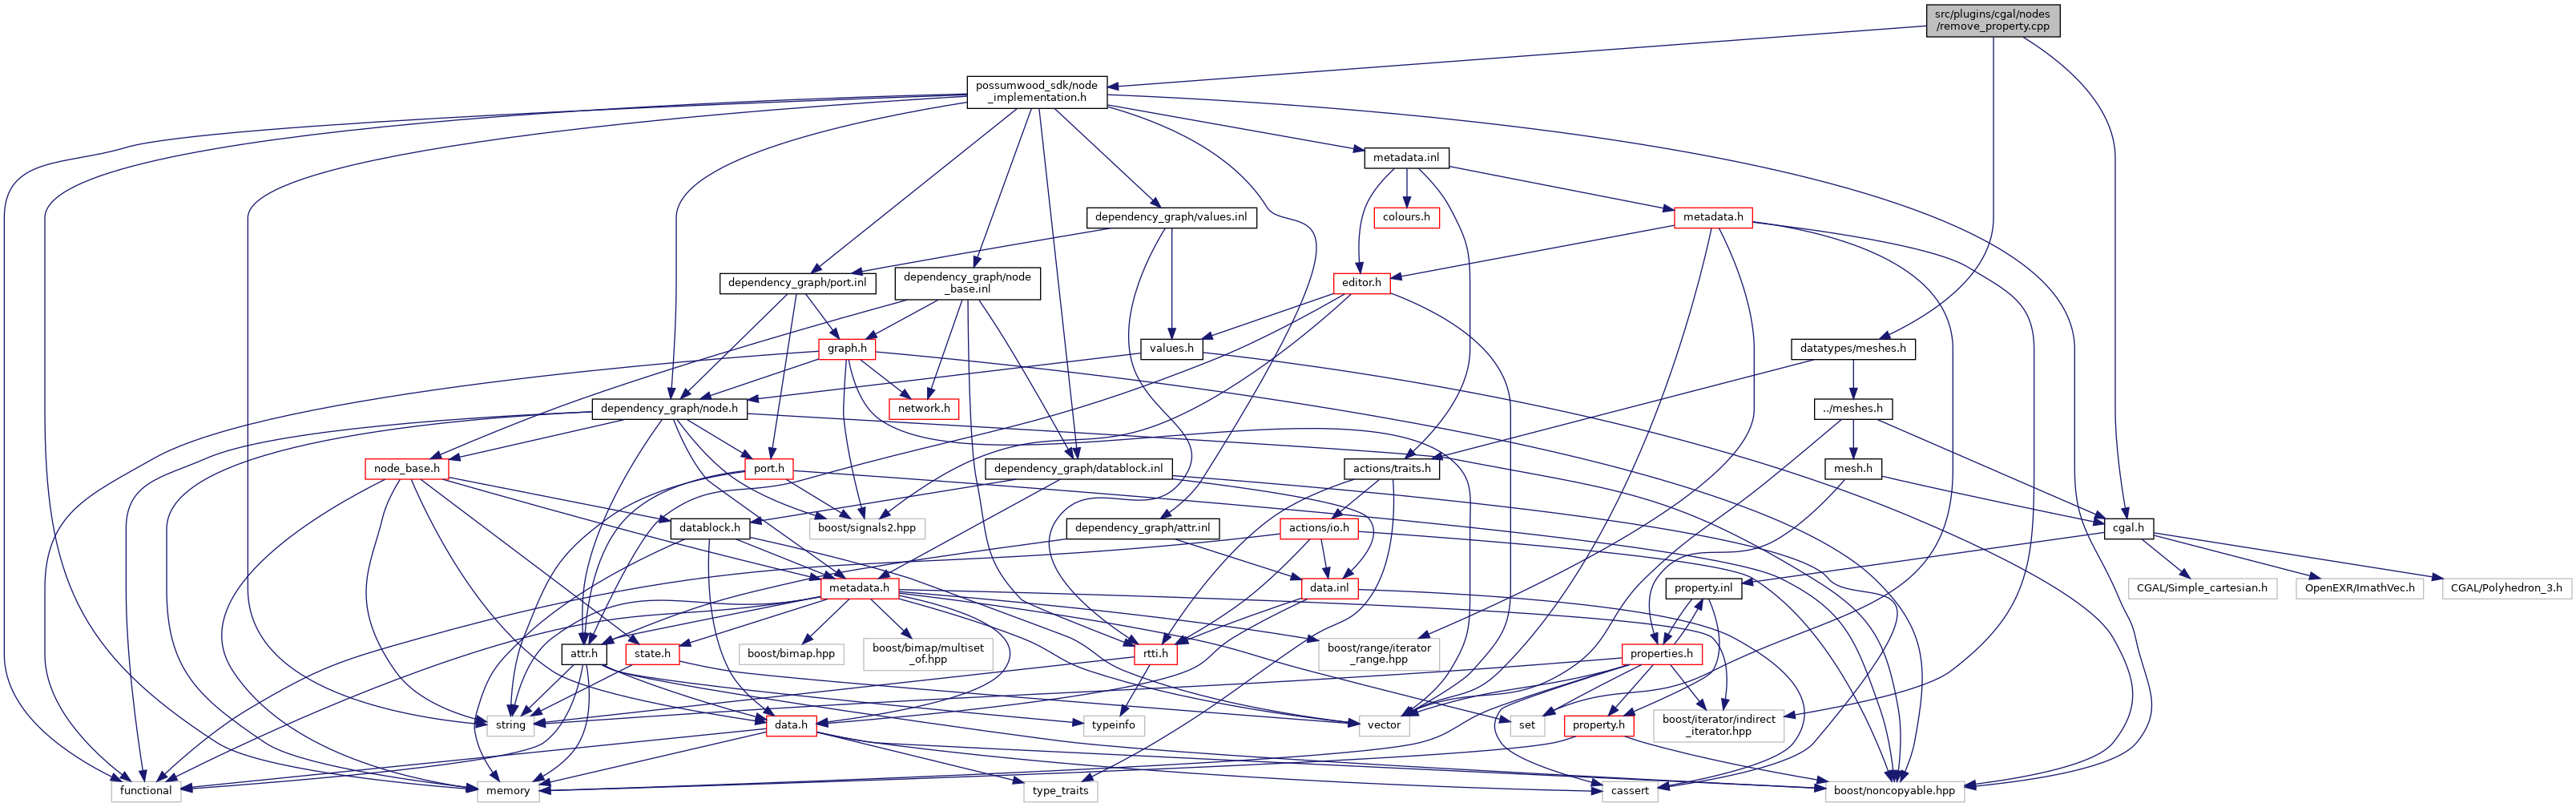 src/plugins/cgal/nodes
/remove_property.cpp
possumwood_sdk/node
_implementation.h
metadata.inl
dependency_graph/values.inl
colours.h
metadata.h
dependency_graph/port.inl
dependency_graph/node
_base.inl
editor.h
graph.h
values.h
datatypes/meshes.h
dependency_graph/node.h
network.h
../meshes.h
node_base.h
port.h
dependency_graph/datablock.inl
actions/traits.h
mesh.h
datablock.h
boost/signals2.hpp
dependency_graph/attr.inl
actions/io.h
cgal.h
metadata.h
data.inl
property.inl
CGAL/Simple_cartesian.h
OpenEXR/ImathVec.h
CGAL/Polyhedron_3.h
attr.h
state.h
boost/bimap.hpp
boost/bimap/multiset
_of.hpp
rtti.h
boost/range/iterator
_range.hpp
properties.h
string
data.h
typeinfo
vector
set
property.h
boost/iterator/indirect
_iterator.hpp
functional
memory
type_traits
cassert
boost/noncopyable.hpp